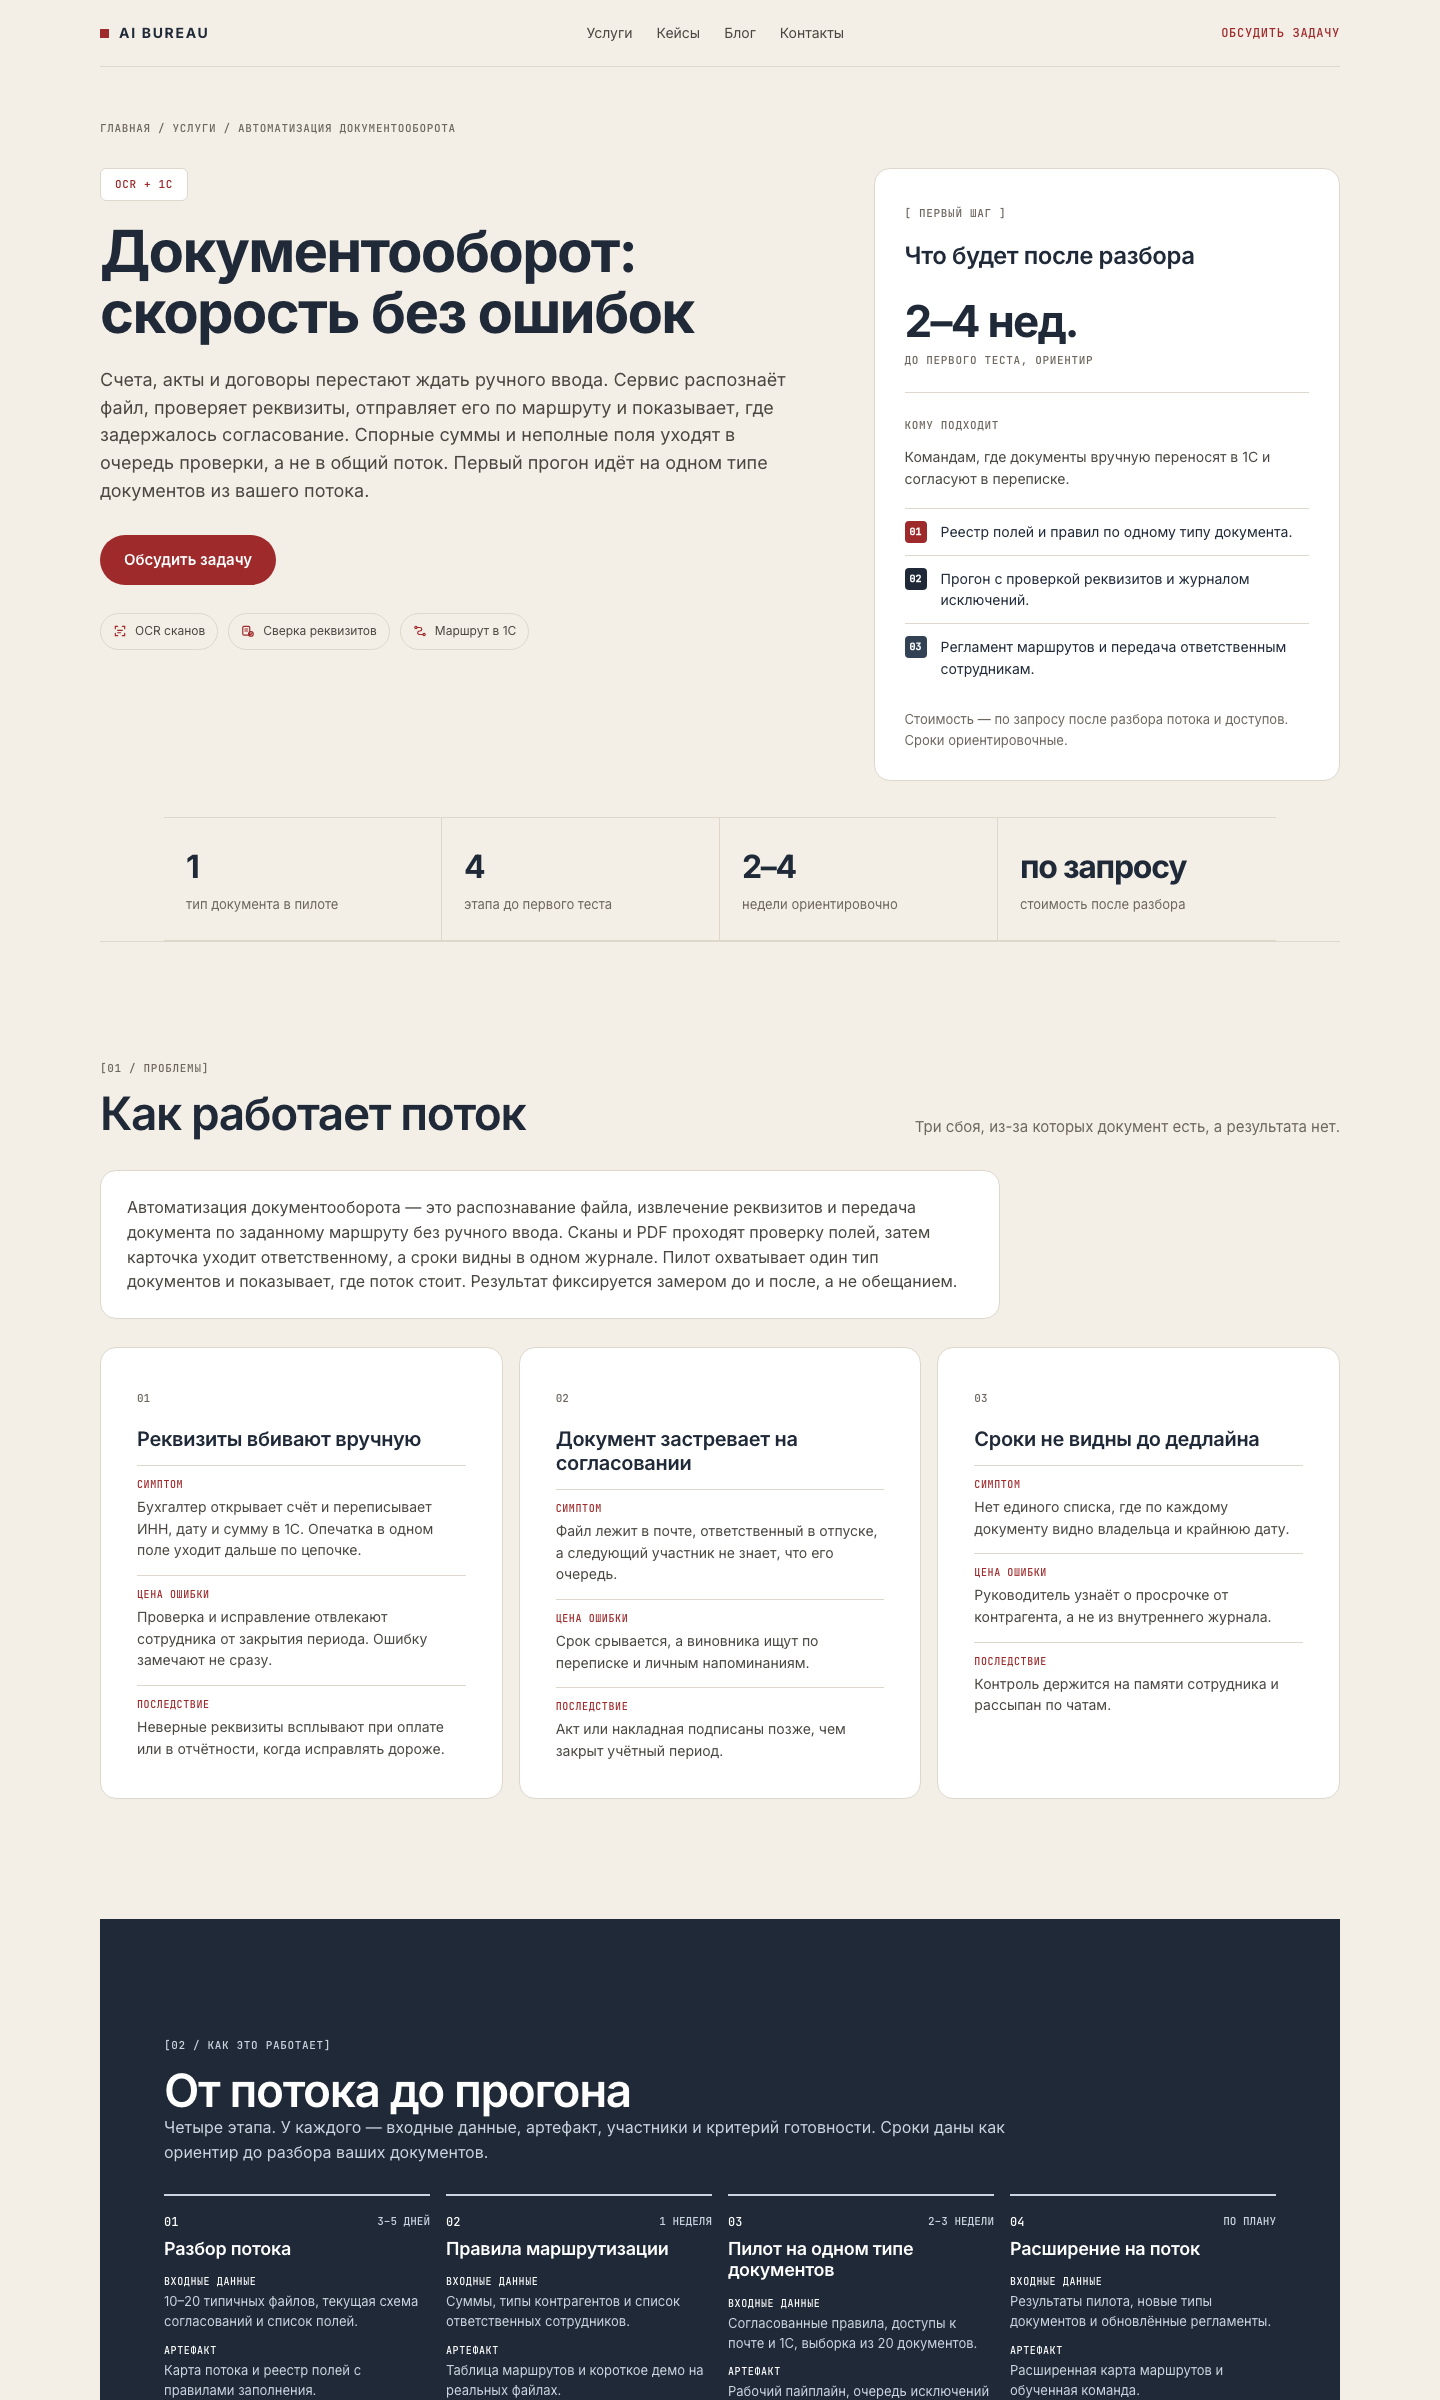 AI BUREAU
Услуги Кейсы Блог Контакты
ОБСУДИТЬ ЗАДАЧУ
ГЛАВНАЯ / УСЛУГИ / АВТОМАТИЗАЦИЯ ДОКУМЕНТООБОРОТА
OCR + 1C
Документооборот:
скорость без ошибок
Счета, акты и договоры перестают ждать ручного ввода. Сервис распознаёт
файл, проверяет реквизиты, отправляет его по маршруту и показывает, где
задержалось согласование. Спорные суммы и неполные поля уходят в
очередь проверки, а не в общий поток. Первый прогон идёт на одном типе
документов из вашего потока.
Обсудить задачу
OCR сканов
Сверка реквизитов
Маршрут в 1С
[ ПЕРВЫЙ ШАГ ]
Что будет после разбора
2–4 нед.
ДО ПЕРВОГО ТЕСТА, ОРИЕНТИР
КОМУ ПОДХОДИТ
Командам, где документы вручную переносят в 1С и
согласуют в переписке.
01 Реестр полей и правил по одному типу документа.
02 Прогон с проверкой реквизитов и журналом
исключений.
03 Регламент маршрутов и передача ответственным
сотрудникам.
Стоимость — по запросу после разбора потока и доступов.
Сроки ориентировочные.
1
тип документа в пилоте
4
этапа до первого теста
2–4
недели ориентировочно
по запросу
стоимость после разбора
[01 / ПРОБЛЕМЫ]
Как работает поток
Три сбоя, из-за которых документ есть, а результата нет.
Автоматизация документооборота — это распознавание файла, извлечение реквизитов и передача
документа по заданному маршруту без ручного ввода. Сканы и PDF проходят проверку полей, затем
карточка уходит ответственному, а сроки видны в одном журнале. Пилот охватывает один тип
документов и показывает, где поток стоит. Результат фиксируется замером до и после, а не обещанием.
01
Реквизиты вбивают вручную
СИМПТОМ
Бухгалтер открывает счёт и переписывает
ИНН, дату и сумму в 1С. Опечатка в одном
поле уходит дальше по цепочке.
ЦЕНА ОШИБКИ
Проверка и исправление отвлекают
сотрудника от закрытия периода. Ошибку
замечают не сразу.
ПОСЛЕДСТВИЕ
Неверные реквизиты всплывают при оплате
или в отчётности, когда исправлять дороже.
02
Документ застревает на
согласовании
СИМПТОМ
Файл лежит в почте, ответственный в отпуске,
а следующий участник не знает, что его
очередь.
ЦЕНА ОШИБКИ
Срок срывается, а виновника ищут по
переписке и личным напоминаниям.
ПОСЛЕДСТВИЕ
Акт или накладная подписаны позже, чем
закрыт учётный период.
03
Сроки не видны до дедлайна
СИМПТОМ
Нет единого списка, где по каждому
документу видно владельца и крайнюю дату.
ЦЕНА ОШИБКИ
Руководитель узнаёт о просрочке от
контрагента, а не из внутреннего журнала.
ПОСЛЕДСТВИЕ
Контроль держится на памяти сотрудника и
рассыпан по чатам.
[02 / КАК ЭТО РАБОТАЕТ]
От потока до прогона
Четыре этапа. У каждого — входные данные, артефакт, участники и критерий готовности. Сроки даны как
ориентир до разбора ваших документов.
01 3–5 ДНЕЙ
Разбор потока
ВХОДНЫЕ ДАННЫЕ
10–20 типичных файлов, текущая схема
согласований и список полей.
АРТЕФАКТ
Карта потока и реестр полей с
правилами заполнения.
02 1 НЕДЕЛЯ
Правила маршрутизации
ВХОДНЫЕ ДАННЫЕ
Суммы, типы контрагентов и список
ответственных сотрудников.
АРТЕФАКТ
Таблица маршрутов и короткое демо на
реальных файлах.
03 2–3 НЕДЕЛИ
Пилот на одном типе
документов
ВХОДНЫЕ ДАННЫЕ
Согласованные правила, доступы к
почте и 1С, выборка из 20 документов.
АРТЕФАКТ
Рабочий пайплайн, очередь исключений
04 ПО ПЛАНУ
Расширение на поток
ВХОДНЫЕ ДАННЫЕ
Результаты пилота, новые типы
документов и обновлённые регламенты.
АРТЕФАКТ
Расширенная карта маршрутов и
обученная команда.